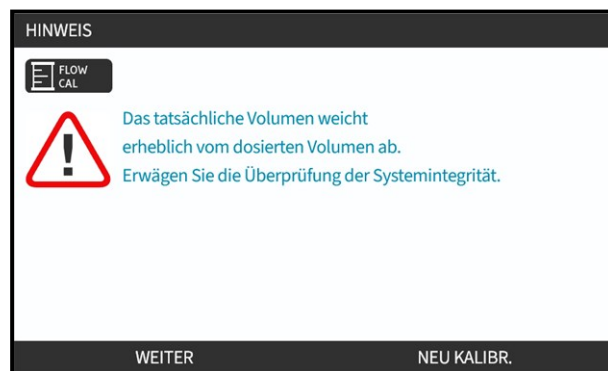 HINWEIS
FLOW
CAL
Das tatsächliche Volumen weicht
erheblich vom dosierten Volumen ab.
Erwägen Sie die Überprüfung der Systemintegrität.
WEITER NEU KALIBR.